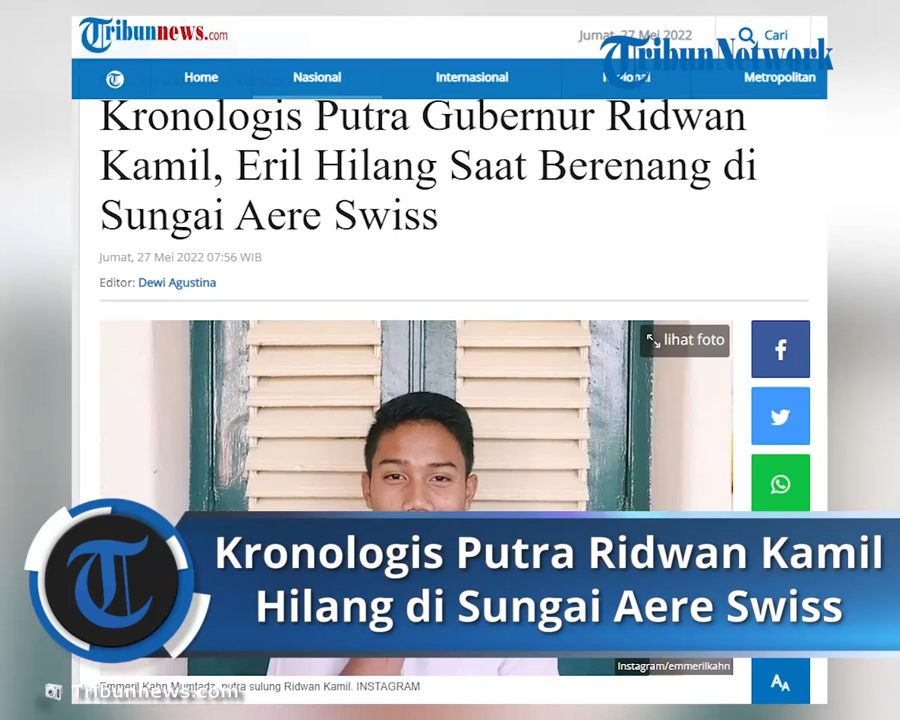 Tribunnews.com
Jumat, 27 Mei 2022
Cari
TribunNetwork
Home
Nasional
Internasional
Regional
Metropolitan
Kronologis Putra Gubernur Ridwan
Kamil, Eril Hilang Saat Berenang di
Sungai Aere Swiss
Jumat, 27 Mei 2022 07:56 WIB
Editor: Dewi Agustina
lihat foto
Kronologis Putra Ridwan Kamil
Hilang di Sungai Aere Swiss
Instagram/emmerilkahn
Emmeril Kahn Mumtadz, putra sulung Ridwan Kamil. INSTAGRAM
Tribunnews.com
AA